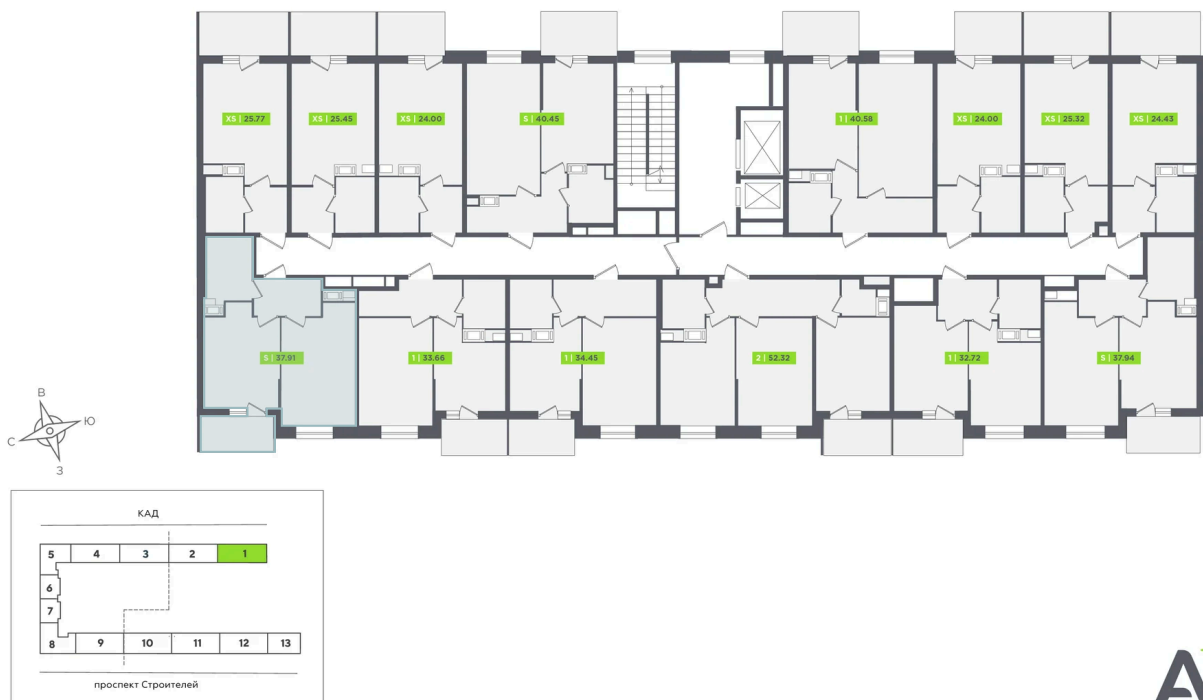 XS | 25.77
XS | 25.45
XS | 24.00
S | 40.45
1 | 40.58
XS | 24.00
XS | 25.32
XS | 24.43
S | 37.91
1 | 33.66
1 | 34.45
2 | 52.32
1 | 32.72
S | 37.94
В
Ю
С
З
КАД
5 4 3 2 1
6
7
8 9 10 11 12 13
проспект Строителей